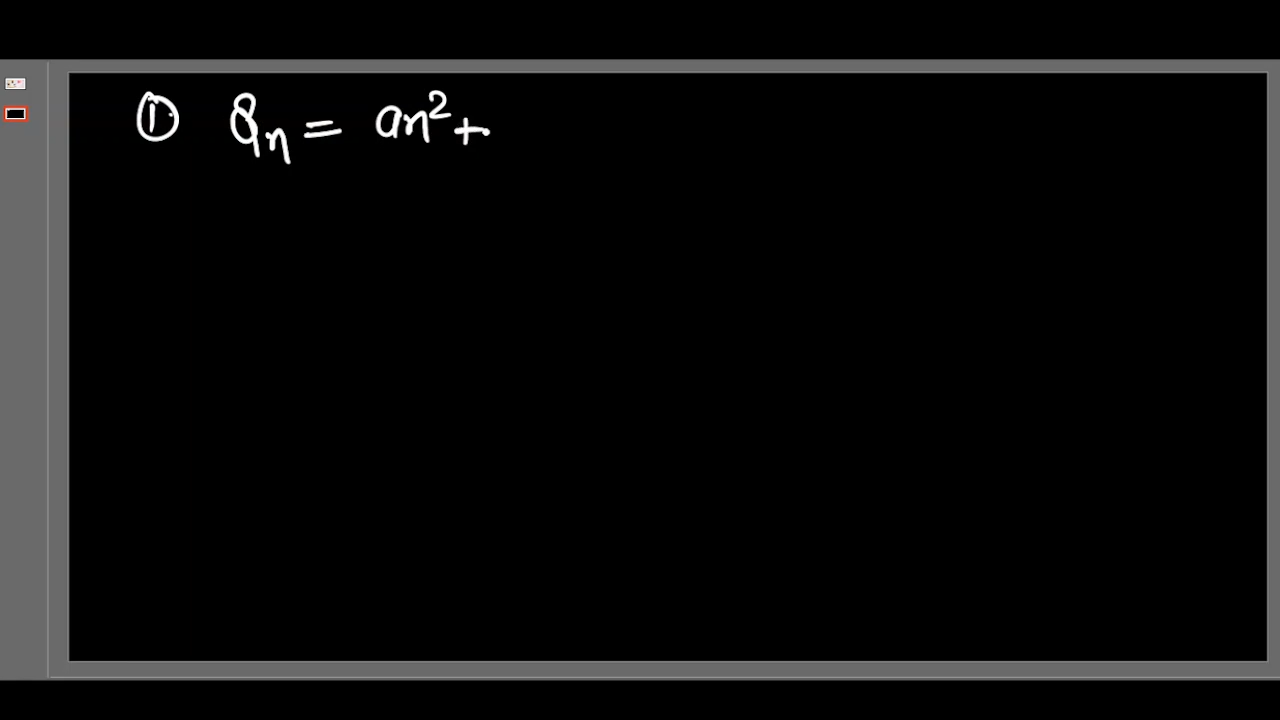 ① Sₙ = an² +